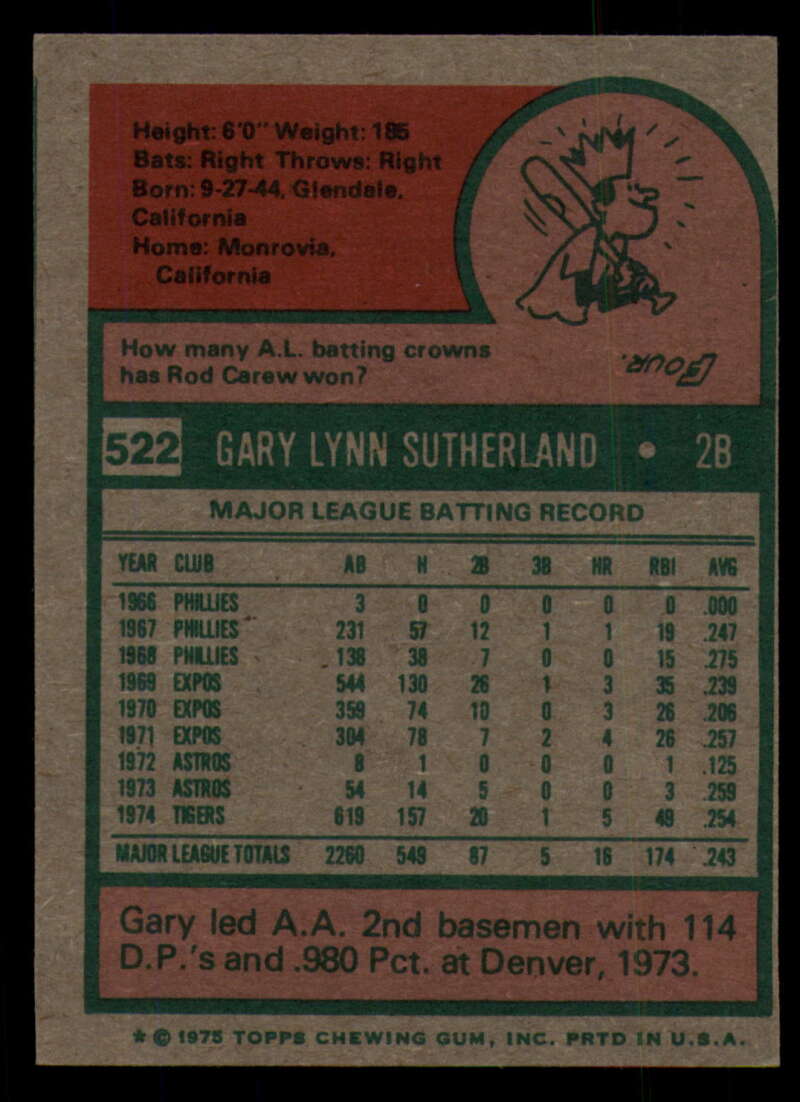 Height: 6'0" Weight: 185
Bats: Right Throws: Right
Born: 9-27-44, Glendale,
California
Home: Monrovia,
California
How many A.L. batting crowns
has Rod Carew won?
FOUR.
522 GARY LYNN SUTHERLAND • 2B
MAJOR LEAGUE BATTING RECORD
YEAR CLUB AB H 2B 3B HR RBI AVG
1966 PHILLIES 3 0 0 0 0 0 .000
1967 PHILLIES 231 57 12 1 1 19 .247
1968 PHILLIES 138 38 7 0 0 15 .275
1969 EXPOS 544 130 26 1 3 35 .239
1970 EXPOS 359 74 10 0 3 26 .206
1971 EXPOS 304 78 7 2 4 26 .257
1972 ASTROS 8 1 0 0 0 1 .125
1973 ASTROS 54 14 5 0 0 3 .259
1974 TIGERS 619 157 20 1 5 49 .254
MAJOR LEAGUE TOTALS 2260 549 87 5 16 174 .243
Gary led A.A. 2nd basemen with 114
D.P.'s and .980 Pct. at Denver, 1973.
* © 1975 TOPPS CHEWING GUM, INC. PRTD IN U.S.A.